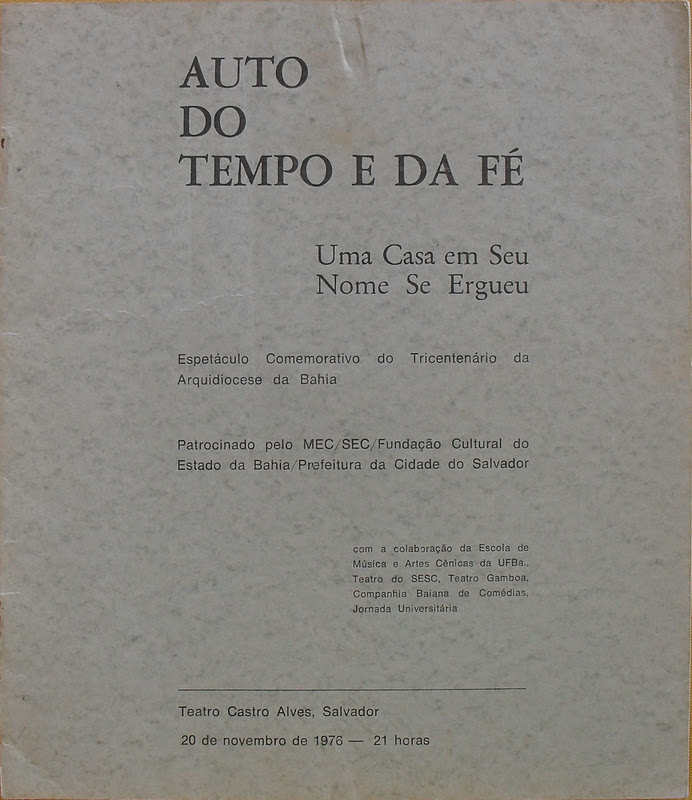 AUTO
DO
TEMPO E DA FÉ
Uma Casa em Seu
Nome Se Ergueu
Espetáculo Comemorativo do Tricentenário da
Arquidiocese da Bahia
Patrocinado pelo MEC/SEC/Fundação Cultural do
Estado da Bahia/Prefeitura da Cidade do Salvador
com a colaboração da Escola de
Música e Artes Cênicas da UFBa.,
Teatro do SESC, Teatro Gamboa,
Companhia Baiana de Comédias,
Jornada Universitária
Teatro Castro Alves, Salvador
20 de novembro de 1976 — 21 horas